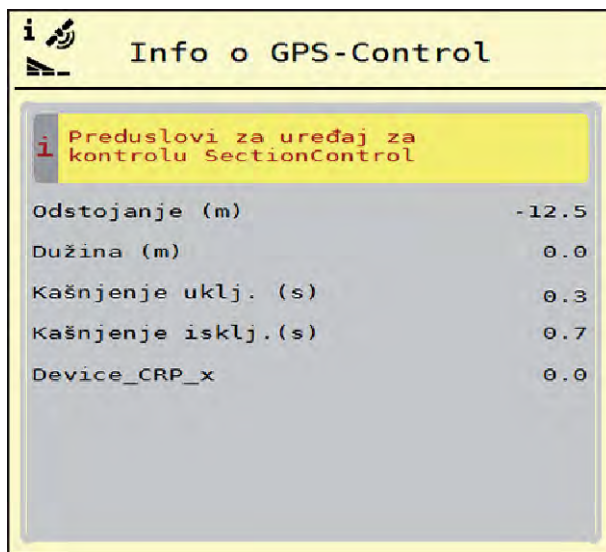 i
Info o GPS-Control
i
Preduslovi za uređaj za
kontrolu SectionControl
Odstojanje (m) -12.5
Dužina (m) 0.0
Kašnjenje uklj. (s) 0.3
Kašnjenje isklj.(s) 0.7
Device_CRP_x 0.0